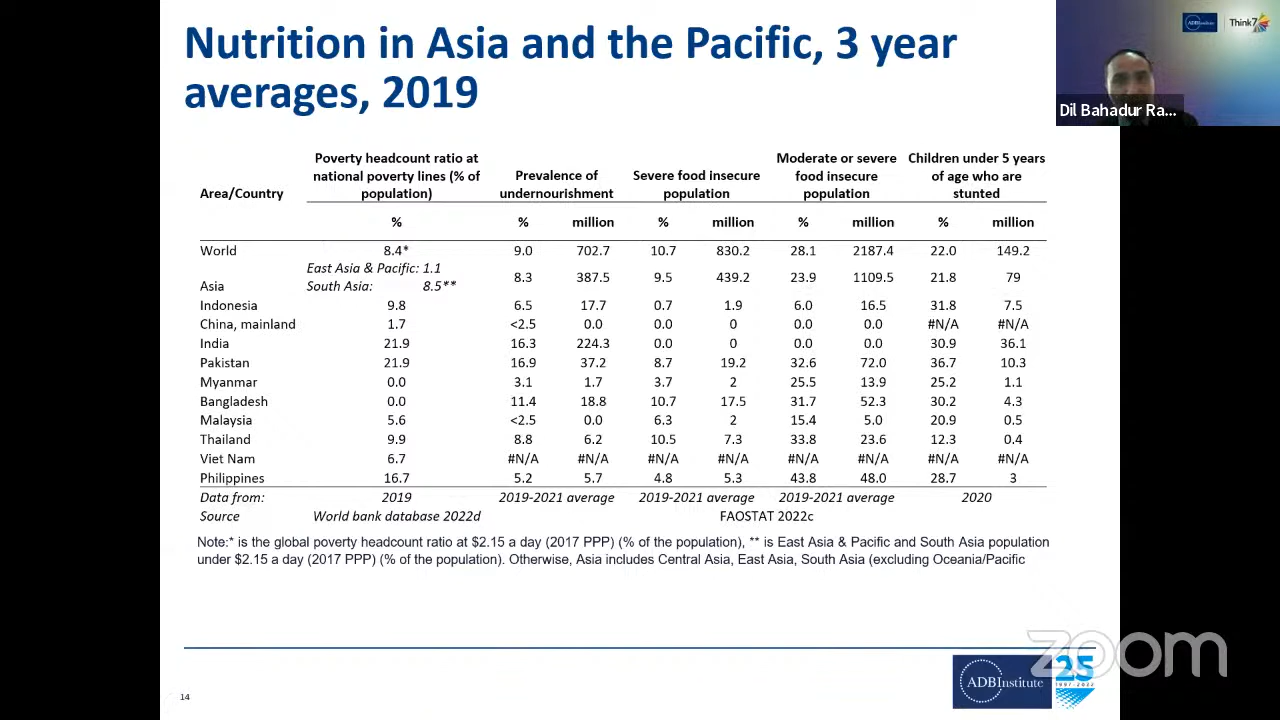 Nutrition in Asia and the Pacific, 3 year
averages, 2019
ADBInstitute Think7
Dil Bahadur Ra...
Poverty headcount ratio at Moderate or severe Children under 5 years
national poverty lines (% of Prevalence of Severe food insecure food insecure of age who are
Area/Country population) undernourishment population population stunted
% % million % million % million % million
World 8.4* 9.0 702.7 10.7 830.2 28.1 2187.4 22.0 149.2
East Asia & Pacific: 1.1
Asia South Asia: 8.5** 8.3 387.5 9.5 439.2 23.9 1109.5 21.8 79
Indonesia 9.8 6.5 17.7 0.7 1.9 6.0 16.5 31.8 7.5
China, mainland 1.7 <2.5 0.0 0.0 0 0.0 0.0 #N/A #N/A
India 21.9 16.3 224.3 0.0 0 0.0 0.0 30.9 36.1
Pakistan 21.9 16.9 37.2 8.7 19.2 32.6 72.0 36.7 10.3
Myanmar 0.0 3.1 1.7 3.7 2 25.5 13.9 25.2 1.1
Bangladesh 0.0 11.4 18.8 10.7 17.5 31.7 52.3 30.2 4.3
Malaysia 5.6 <2.5 0.0 6.3 2 15.4 5.0 20.9 0.5
Thailand 9.9 8.8 6.2 10.5 7.3 33.8 23.6 12.3 0.4
Viet Nam 6.7 #N/A #N/A #N/A #N/A #N/A #N/A #N/A #N/A
Philippines 16.7 5.2 5.7 4.8 5.3 43.8 48.0 28.7 3
Data from: 2019 2019-2021 average 2019-2021 average 2019-2021 average 2020
Source World bank database 2022d FAOSTAT 2022c
Note:* is the global poverty headcount ratio at $2.15 a day (2017 PPP) (% of the population), ** is East Asia & Pacific and South Asia population
under $2.15 a day (2017 PPP) (% of the population). Otherwise, Asia includes Central Asia, East Asia, South Asia (excluding Oceania/Pacific
zoom
14
ADBInstitute 25
1997-2022